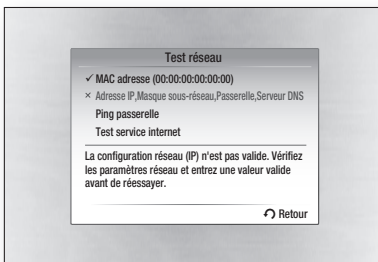 Test réseau
✓ MAC adresse (00:00:00:00:00:00)
× Adresse IP,Masque sous-réseau,Passerelle,Serveur DNS
Ping passerelle
Test service internet
La configuration réseau (IP) n'est pas valide. Vérifiez
les paramètres réseau et entrez une valeur valide
avant de réessayer.
Retour